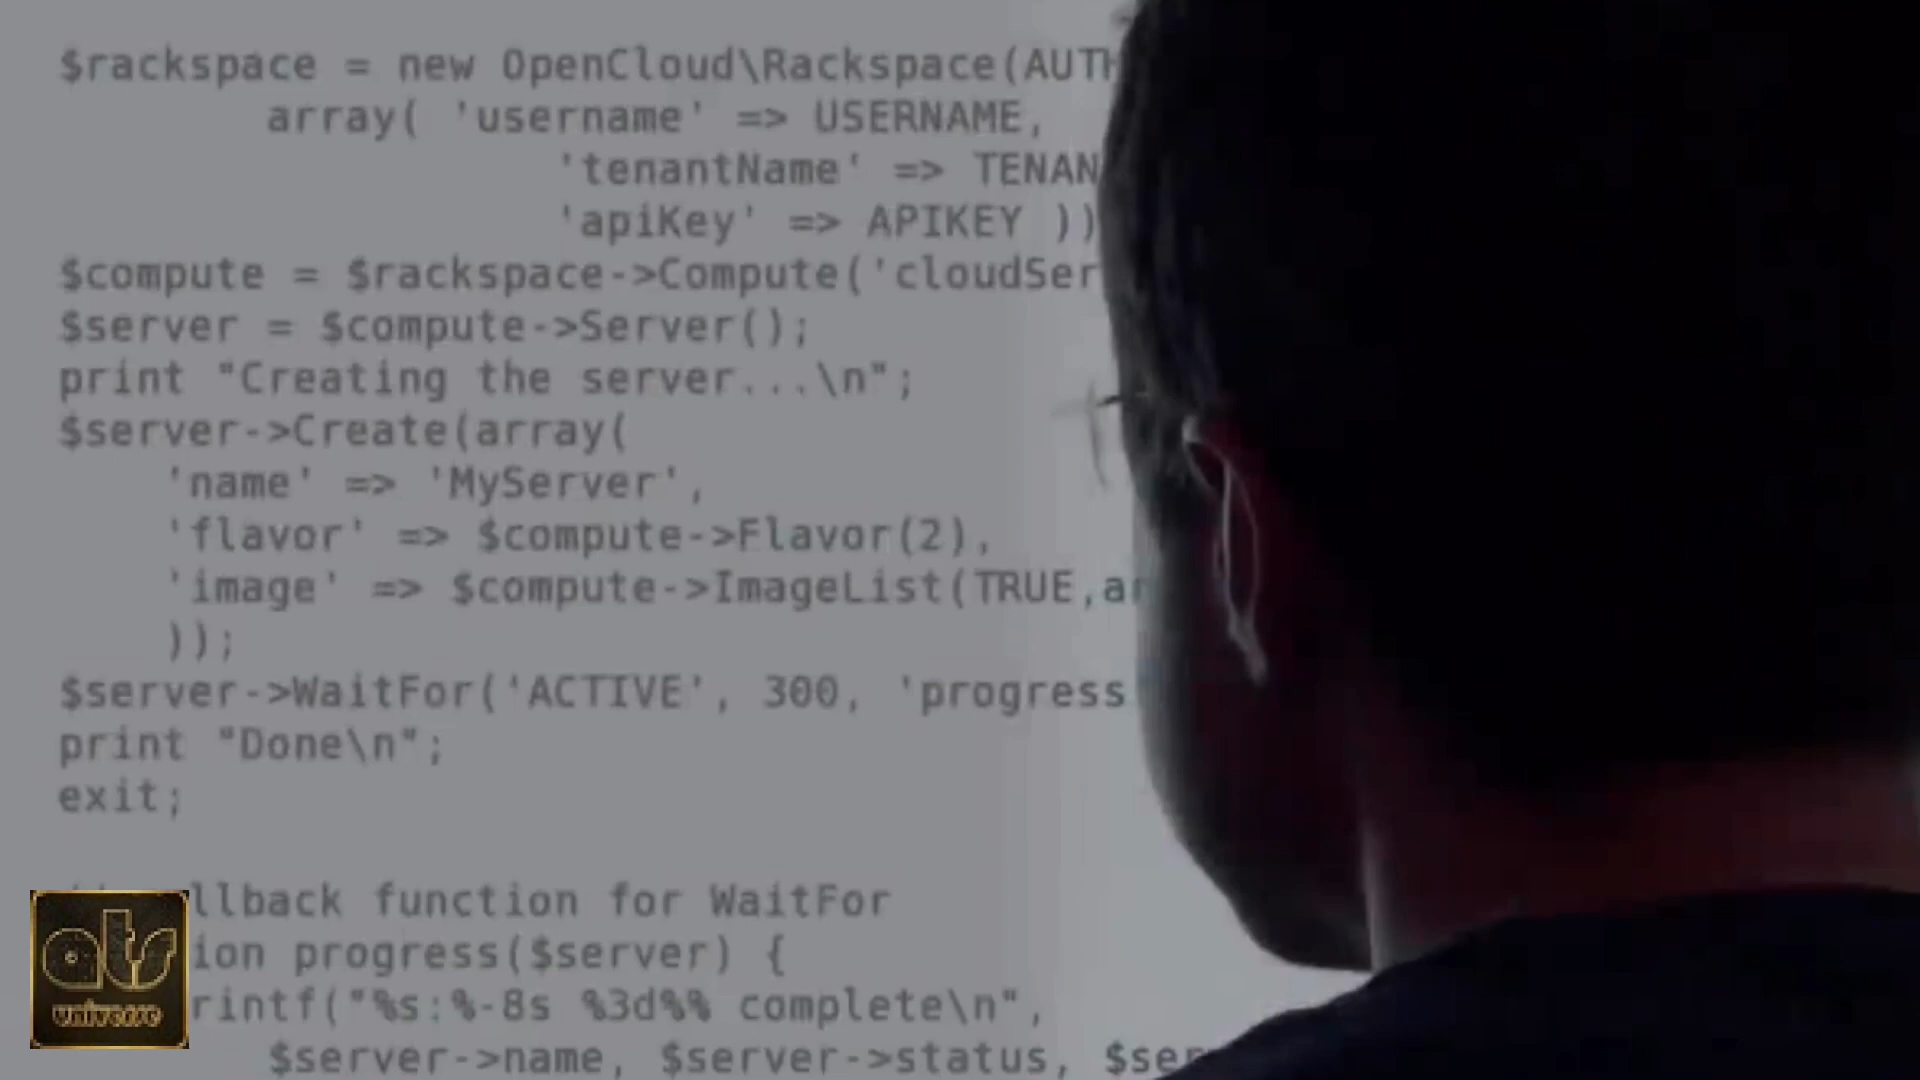 $rackspace = new OpenCloud\Rackspace(AUTH
array( 'username' => USERNAME,
'tenantName' => TENAN
'apiKey' => APIKEY ))
$compute = $rackspace->Compute('cloudSer
$server = $compute->Server();
print "Creating the server...\n";
$server->Create(array(
'name' => 'MyServer',
'flavor' => $compute->Flavor(2),
'image' => $compute->ImageList(TRUE,ar
));
$server->WaitFor('ACTIVE', 300, 'progress
print "Done\n";
exit;
llback function for WaitFor
ion progress($server) {
rintf("%s:%-8s %3d%% complete\n",
$server->name, $server->status, $ser
ats
universe